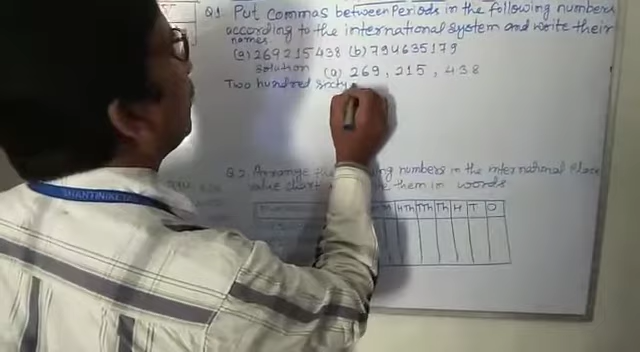 Q1 Put Commas between Periods in the following numbers
according to the international system and write their
names.
(a) 269215438 (b) 794635179
Solution (a) 269, 215, 438
Two hundred sixty
Q2. Arrange the numbers in the international Place
value chart them in words
HTh TTh Th H T O
SHANTINIKETAN